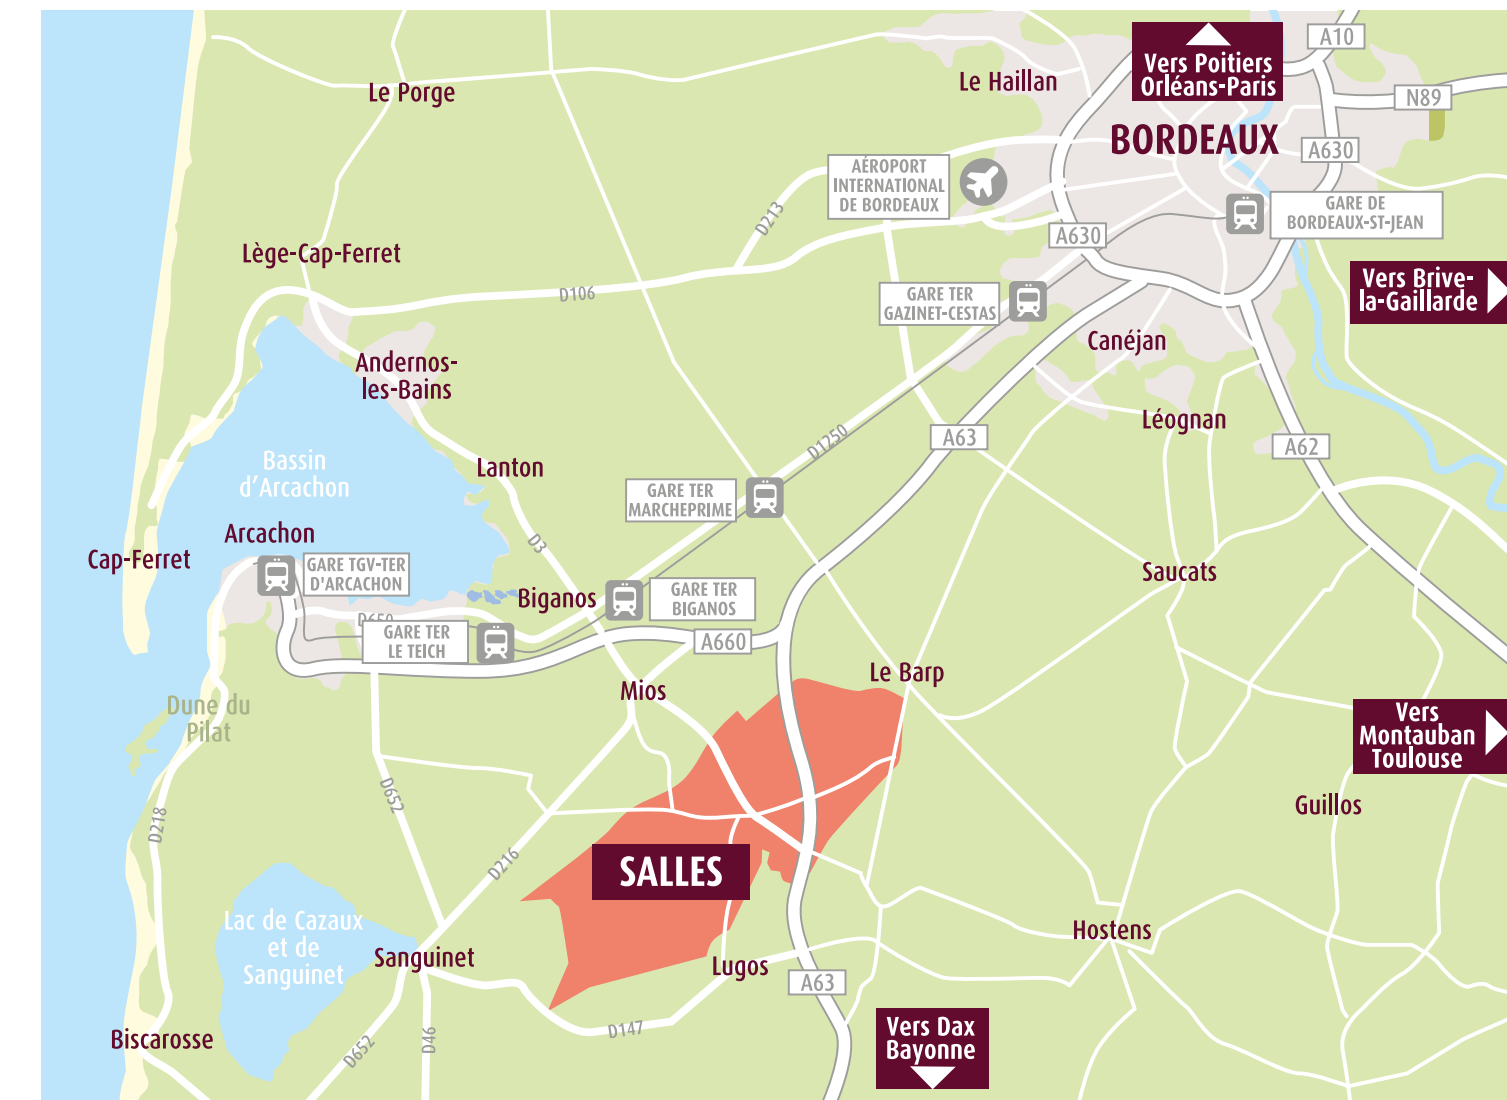 A10
Vers Poitiers
Orléans-Paris
Le Haillan
Le Porge
N89
BORDEAUX
A630
AÉROPORT
INTERNATIONAL
DE BORDEAUX
D213
GARE DE
BORDEAUX-ST-JEAN
A630
Lège-Cap-Ferret
D106
Vers Brive-
la-Gaillarde
GARE TER
GAZINET-CESTAS
Canéjan
Andernos-
les-Bains
Léognan
D1250
A63
A62
Bassin
d'Arcachon
Lanton
GARE TER
MARCHEPRIME
Arcachon
D3
Cap-Ferret
GARE TGV-TER
D'ARCACHON
Saucats
Biganos
GARE TER
BIGANOS
D650
GARE TER
LE TEICH
A660
Le Barp
Mios
Dune du
Pilat
Vers
Montauban
Toulouse
D652
Guillos
D218
D216
SALLES
Lac de Cazaux
et de
Sanguinet
Hostens
Sanguinet
Lugos
A63
D147
Biscarosse
D652
D46
Vers Dax
Bayonne